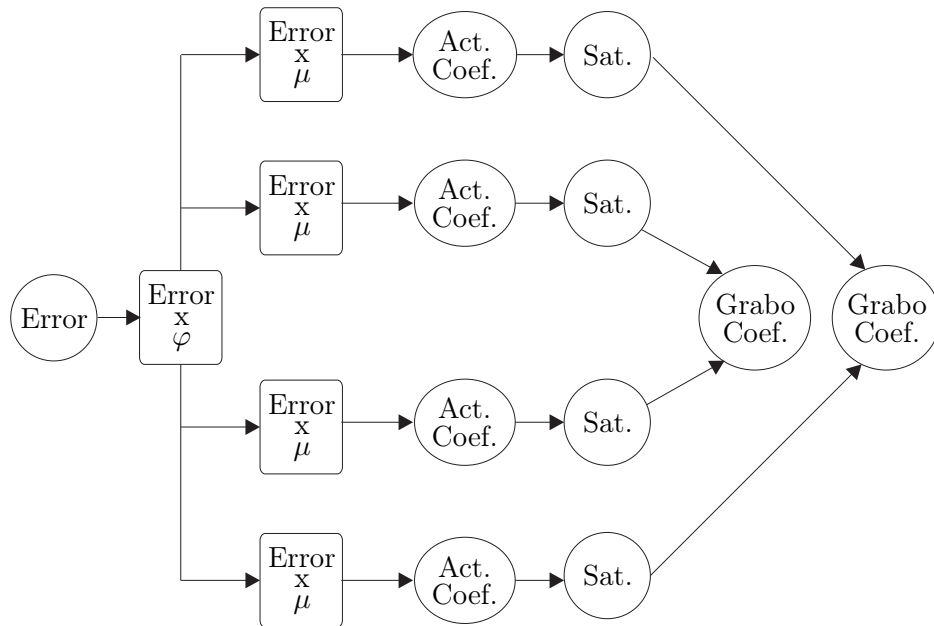 Error
x
μ
Act.
Coef.
Sat.
Error
x
μ
Act.
Coef.
Sat.
Error
Error
x
φ
Grabo
Coef.
Grabo
Coef.
Error
x
μ
Act.
Coef.
Sat.
Error
x
μ
Act.
Coef.
Sat.